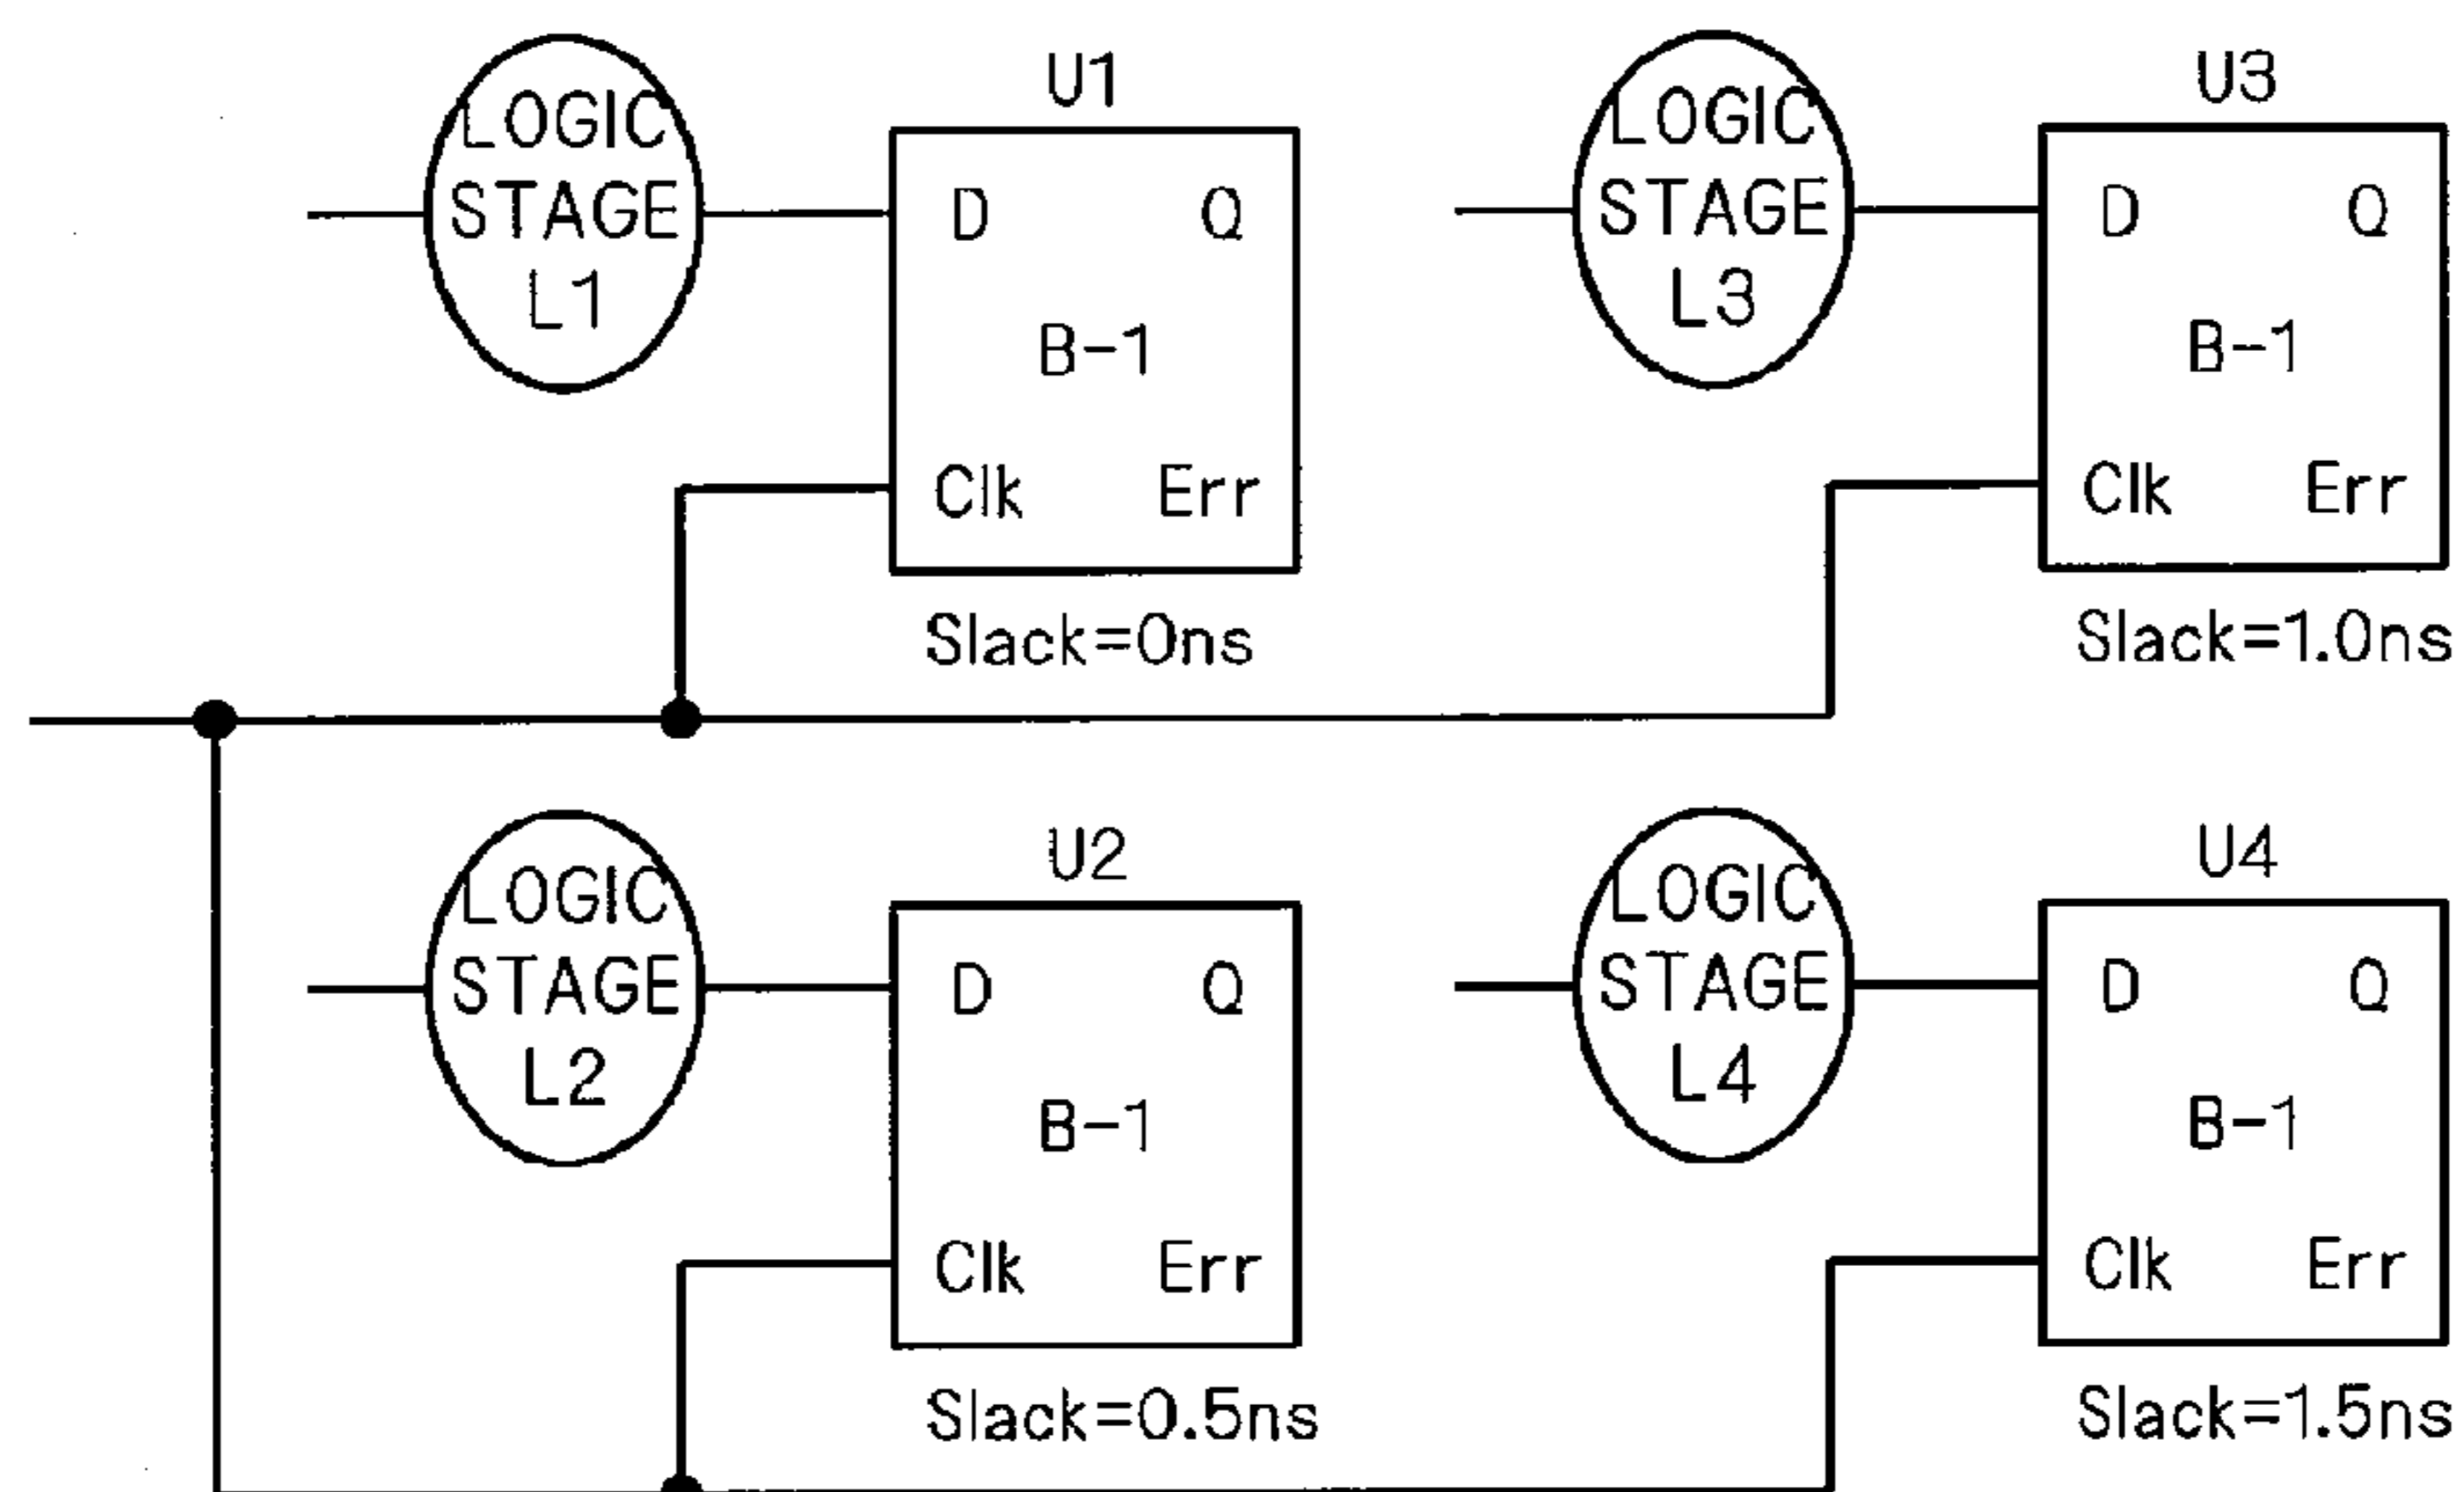 U1
LOGIC
STAGE
L1
D Q
B-1
Clk Err
Slack=0ns
U3
LOGIC
STAGE
L3
D Q
B-1
Clk Err
Slack=1.0ns
U2
LOGIC
STAGE
L2
D Q
B-1
Clk Err
Slack=0.5ns
U4
LOGIC
STAGE
L4
D Q
B-1
Clk Err
Slack=1.5ns